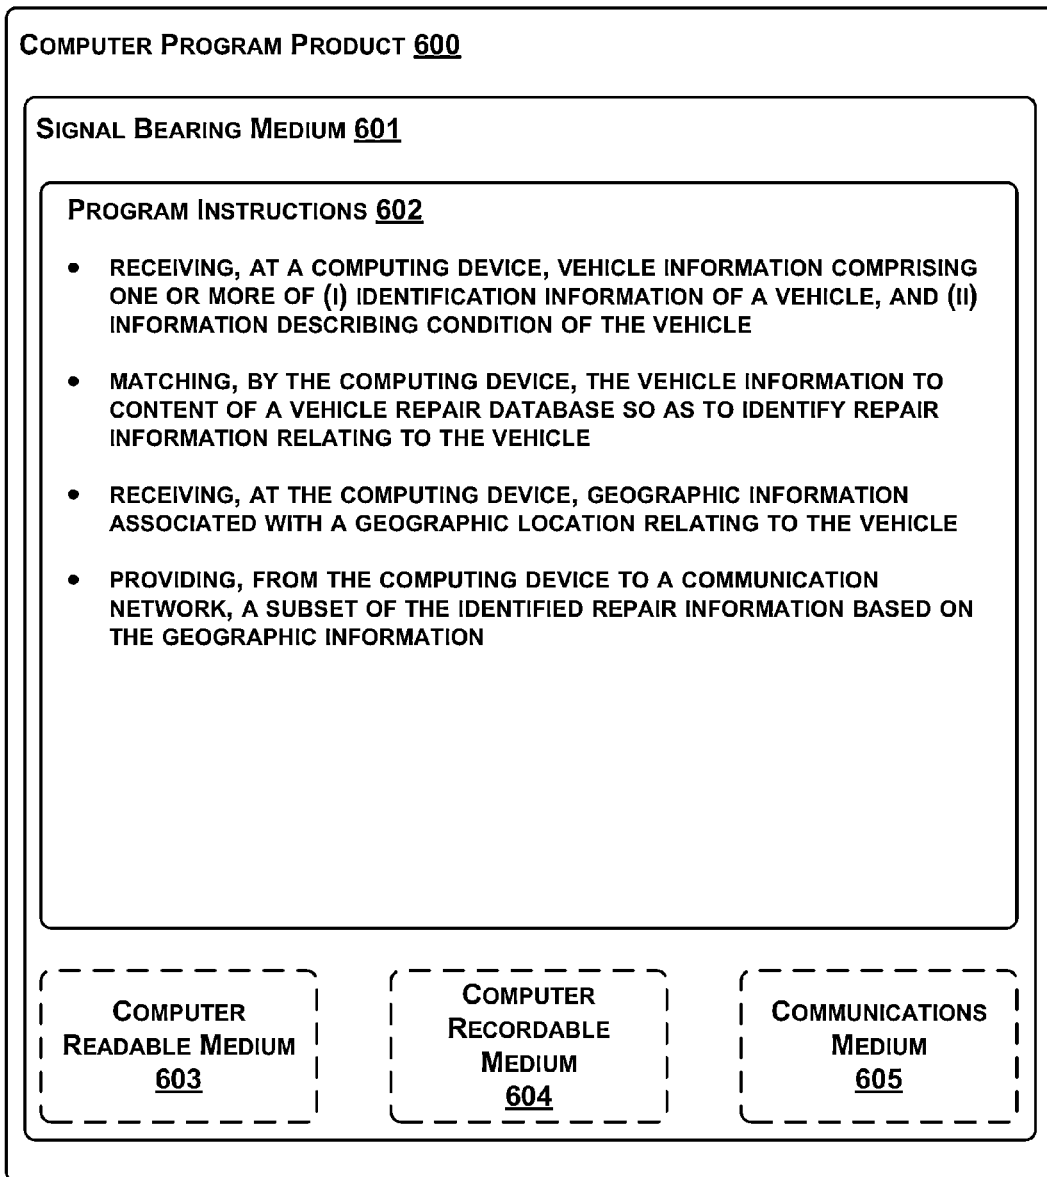 COMPUTER PROGRAM PRODUCT 600
SIGNAL BEARING MEDIUM 601
PROGRAM INSTRUCTIONS 602
• RECEIVING, AT A COMPUTING DEVICE, VEHICLE INFORMATION COMPRISING
ONE OR MORE OF (I) IDENTIFICATION INFORMATION OF A VEHICLE, AND (II)
INFORMATION DESCRIBING CONDITION OF THE VEHICLE
• MATCHING, BY THE COMPUTING DEVICE, THE VEHICLE INFORMATION TO
CONTENT OF A VEHICLE REPAIR DATABASE SO AS TO IDENTIFY REPAIR
INFORMATION RELATING TO THE VEHICLE
• RECEIVING, AT THE COMPUTING DEVICE, GEOGRAPHIC INFORMATION
ASSOCIATED WITH A GEOGRAPHIC LOCATION RELATING TO THE VEHICLE
• PROVIDING, FROM THE COMPUTING DEVICE TO A COMMUNICATION
NETWORK, A SUBSET OF THE IDENTIFIED REPAIR INFORMATION BASED ON
THE GEOGRAPHIC INFORMATION
COMPUTER
READABLE MEDIUM
603
COMPUTER
RECORDABLE
MEDIUM
604
COMMUNICATIONS
MEDIUM
605